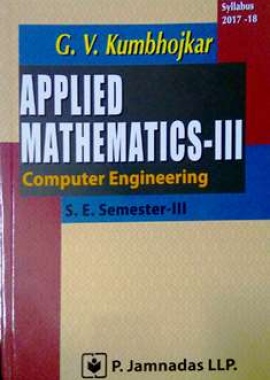 Syllabus
2017 -18
G. V. Kumbhojkar
APPLIED
MATHEMATICS-III
Computer Engineering
S. E. Semester-III
P. Jamnadas LLP.